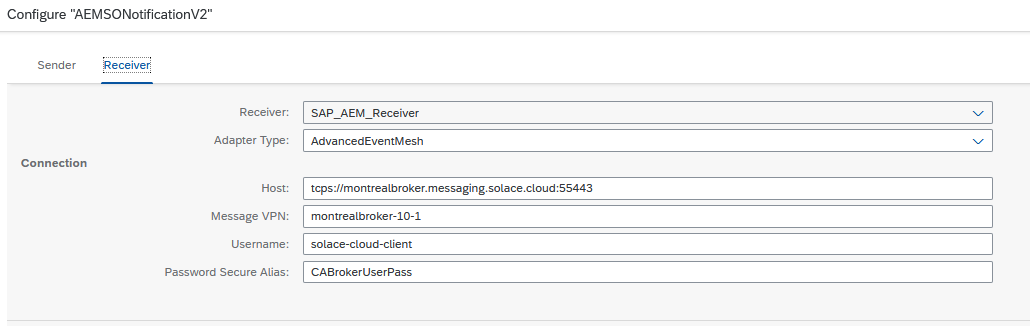 Configure "AEMSONotificationV2"
Sender Receiver
Receiver: SAP_AEM_Receiver
Adapter Type: AdvancedEventMesh
Connection
Host: tcps://montrealbroker.messaging.solace.cloud:55443
Message VPN: montrealbroker-10-1
Username: solace-cloud-client
Password Secure Alias: CABrokerUserPass